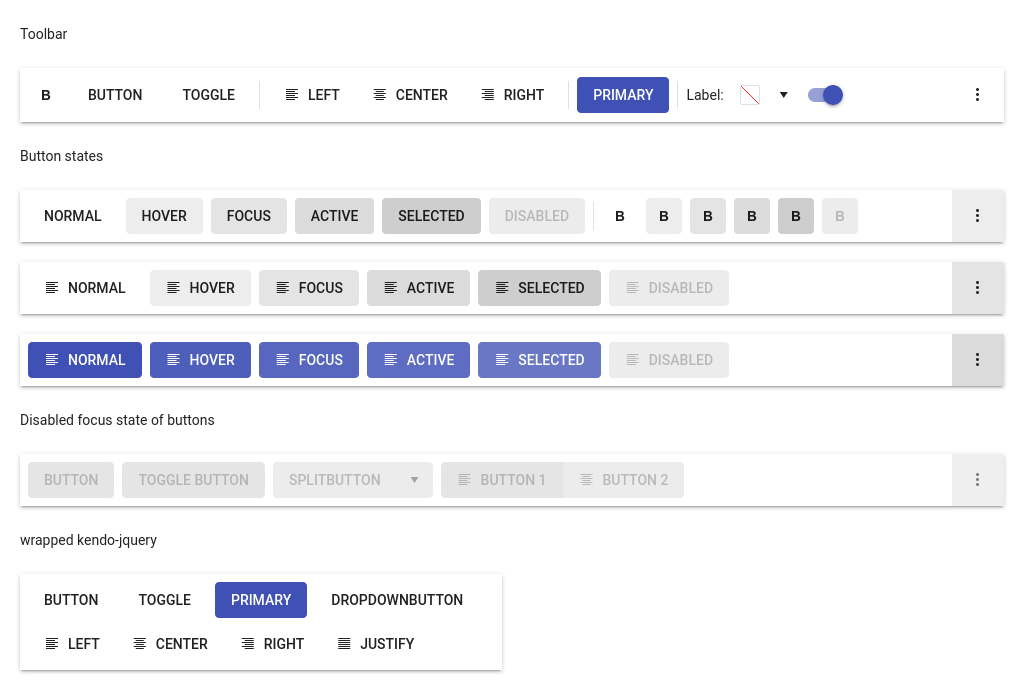 Toolbar
B BUTTON TOGGLE LEFT CENTER RIGHT PRIMARY Label:
Button states
NORMAL HOVER FOCUS ACTIVE SELECTED DISABLED B B B B B B
NORMAL HOVER FOCUS ACTIVE SELECTED DISABLED
NORMAL HOVER FOCUS ACTIVE SELECTED DISABLED
Disabled focus state of buttons
BUTTON TOGGLE BUTTON SPLITBUTTON BUTTON 1 BUTTON 2
wrapped kendo-jquery
BUTTON TOGGLE PRIMARY DROPDOWNBUTTON
LEFT CENTER RIGHT JUSTIFY